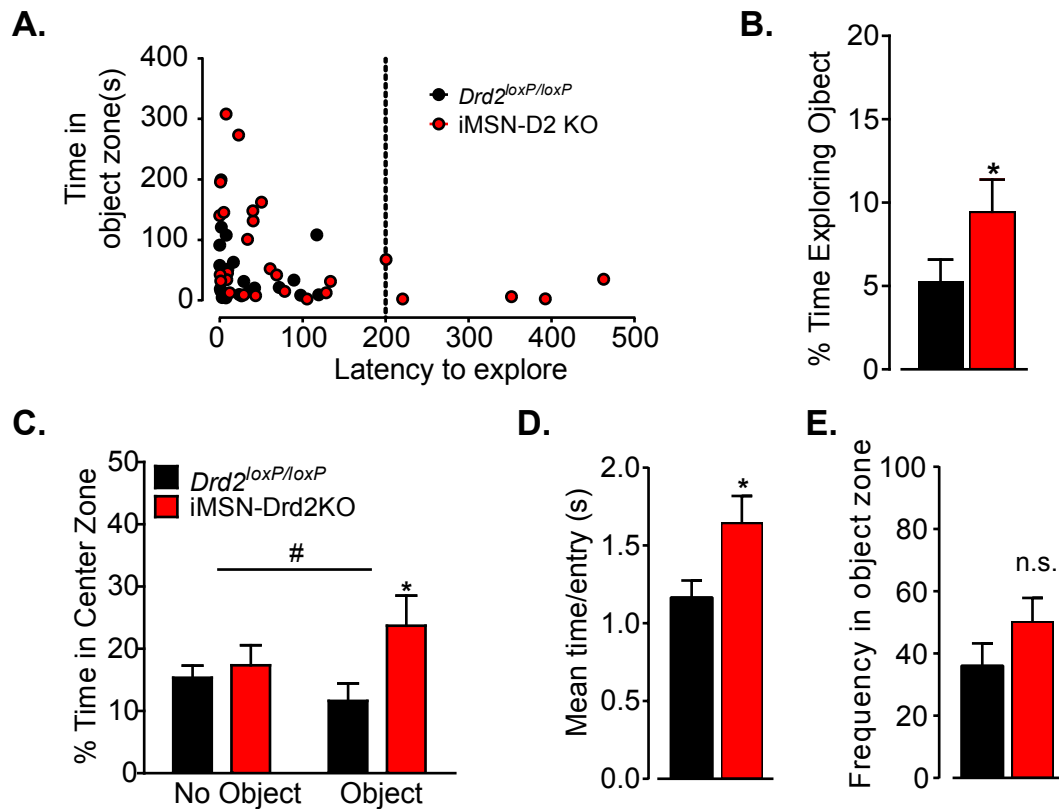 A.
Time in
object zone(s)
400
300
200
100
0
0 100 200 300 400 500
Latency to explore
Drd2loxP/loxP
iMSN-D2 KO
B.
% Time Exploring Ojbect
20
15
10
5
0
*
C.
% Time in Center Zone
50
40
30
20
10
0
Drd2loxP/loxP
iMSN-Drd2KO
#
*
No Object Object
D.
Mean time/entry (s)
2.0
1.5
1.0
0.5
0.0
*
E.
Frequency in object zone
100
80
60
40
20
0
n.s.